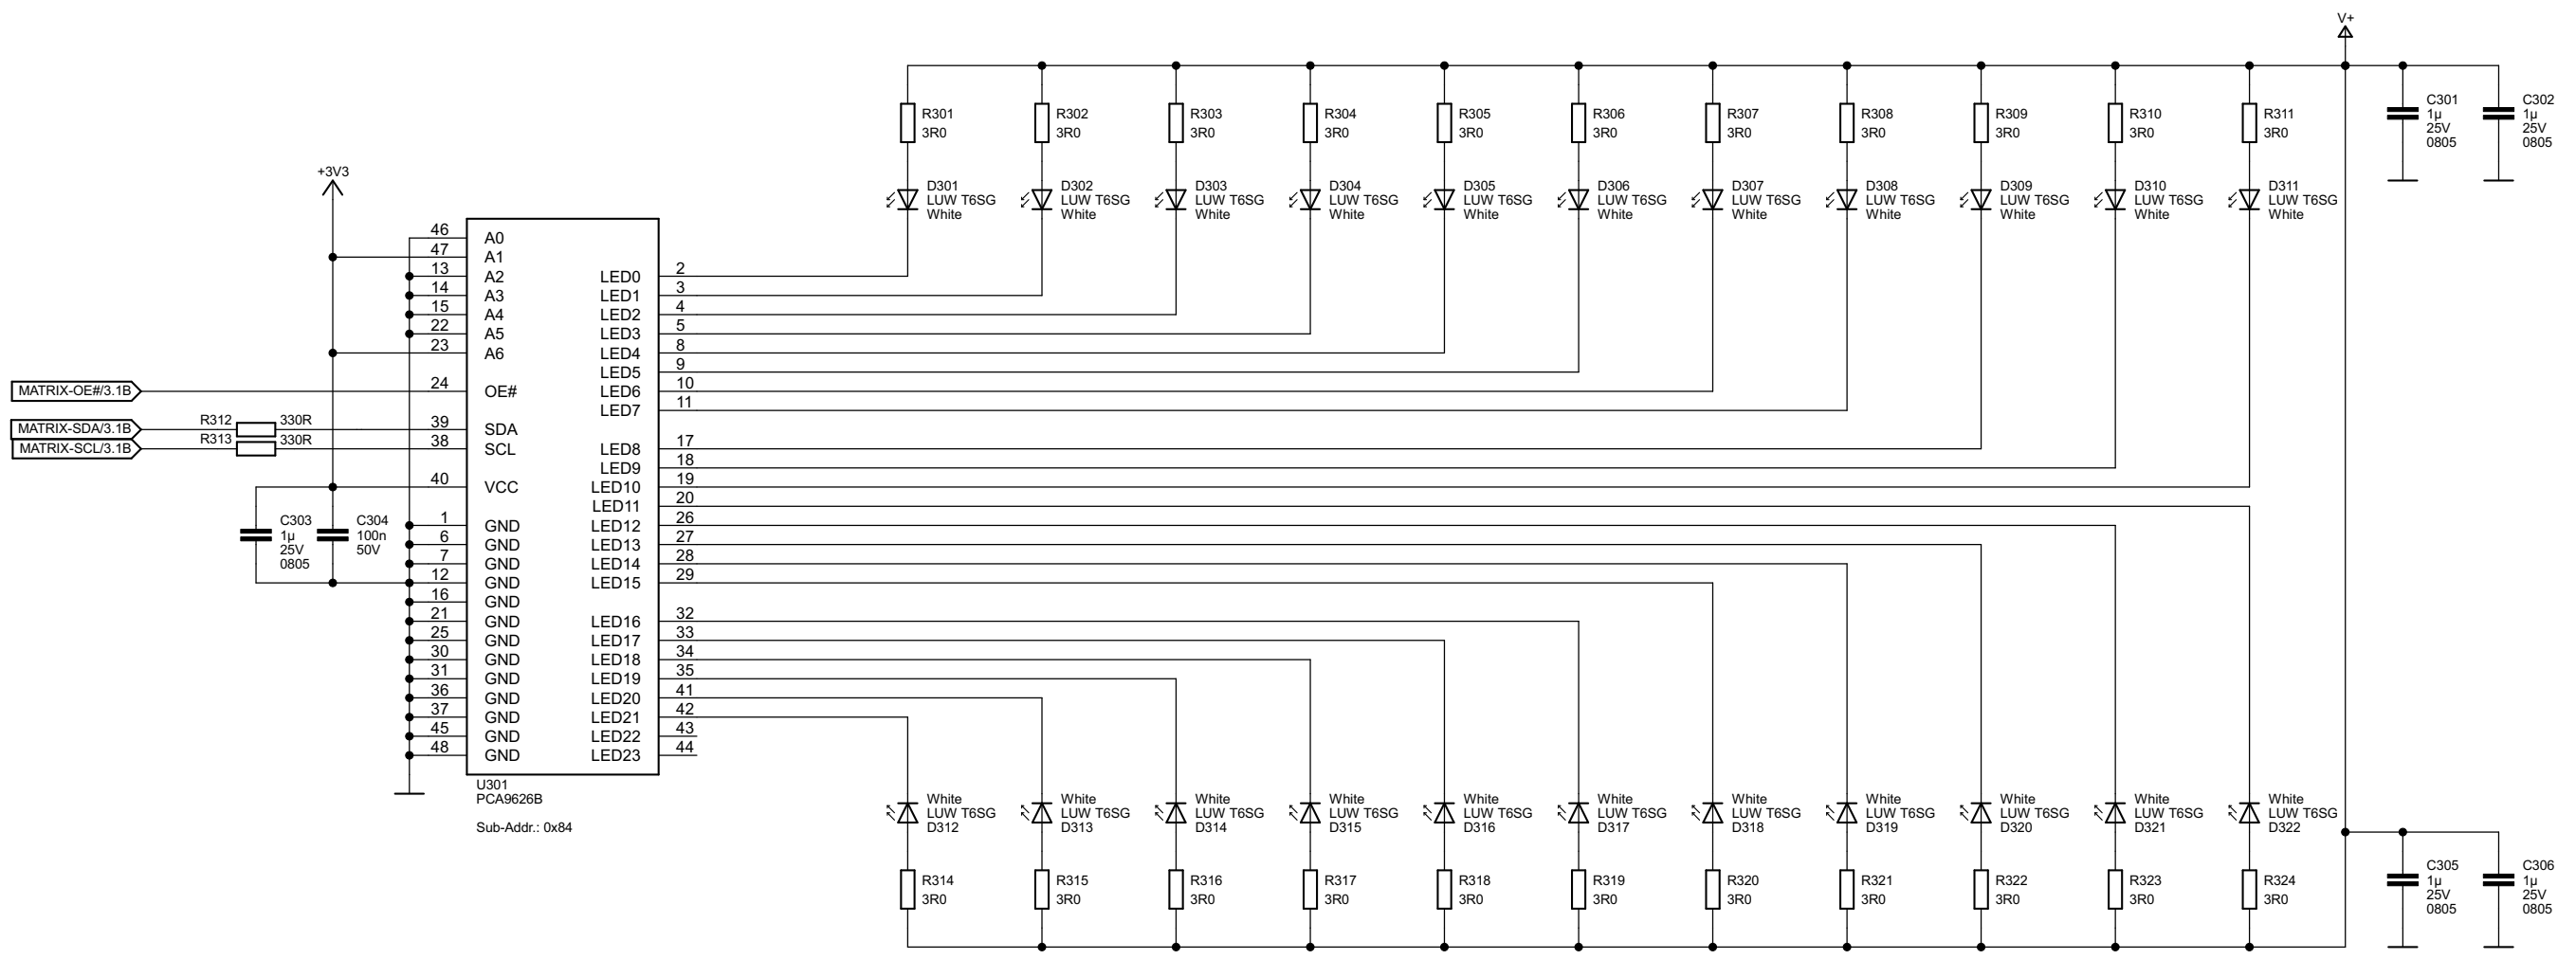 V+
R301
3R0
R302
3R0
R303
3R0
R304
3R0
R305
3R0
R306
3R0
R307
3R0
R308
3R0
R309
3R0
R310
3R0
R311
3R0
C301
1µ
25V
0805
C302
1µ
25V
0805
D301
LUW T6SG
White
D302
LUW T6SG
White
D303
LUW T6SG
White
D304
LUW T6SG
White
D305
LUW T6SG
White
D306
LUW T6SG
White
D307
LUW T6SG
White
D308
LUW T6SG
White
D309
LUW T6SG
White
D310
LUW T6SG
White
D311
LUW T6SG
White
+3V3
46 A0
47 A1
13 A2
14 A3
15 A4
22 A5
23 A6
MATRIX-OE#/3.1B
24 OE#
MATRIX-SDA/3.1B
R312 330R
39 SDA
MATRIX-SCL/3.1B
R313 330R
38 SCL
40 VCC
C303
1µ
25V
0805
C304
100n
50V
1 GND
6 GND
7 GND
12 GND
16 GND
21 GND
25 GND
30 GND
31 GND
36 GND
37 GND
45 GND
48 GND
LED0 2
LED1 3
LED2 4
LED3 5
LED4 8
LED5 9
LED6 10
LED7 11
LED8 17
LED9 18
LED10 19
LED11 20
LED12 26
LED13 27
LED14 28
LED15 29
LED16 32
LED17 33
LED18 34
LED19 35
LED20 41
LED21 42
LED22 43
LED23 44
U301
PCA9626B
Sub-Addr.: 0x84
White
LUW T6SG
D312
White
LUW T6SG
D313
White
LUW T6SG
D314
White
LUW T6SG
D315
White
LUW T6SG
D316
White
LUW T6SG
D317
White
LUW T6SG
D318
White
LUW T6SG
D319
White
LUW T6SG
D320
White
LUW T6SG
D321
White
LUW T6SG
D322
R314
3R0
R315
3R0
R316
3R0
R317
3R0
R318
3R0
R319
3R0
R320
3R0
R321
3R0
R322
3R0
R323
3R0
R324
3R0
C305
1µ
25V
0805
C306
1µ
25V
0805